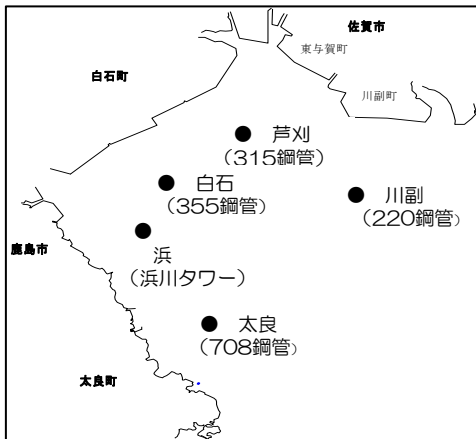 佐賀市
東与賀町
白石町
川副町
芦刈
(315鋼管)
白石
(355鋼管)
川副
(220鋼管)
鹿島市
浜
(浜川タワー)
太良
(708鋼管)
太良町